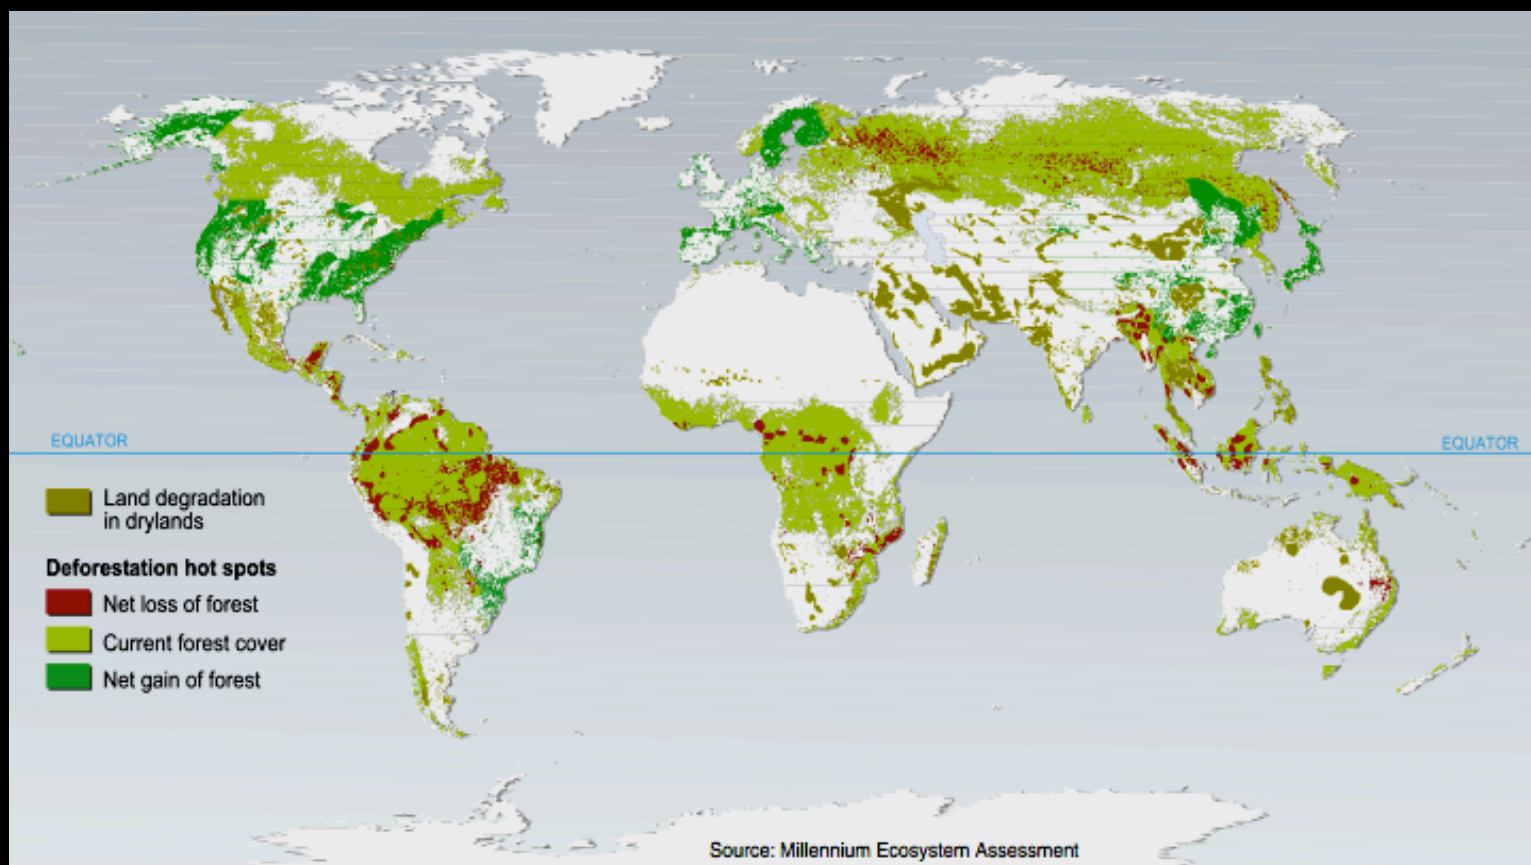 EQUATOR
EQUATOR
Land degradation
in drylands
Deforestation hot spots
Net loss of forest
Current forest cover
Net gain of forest
Source: Millennium Ecosystem Assessment